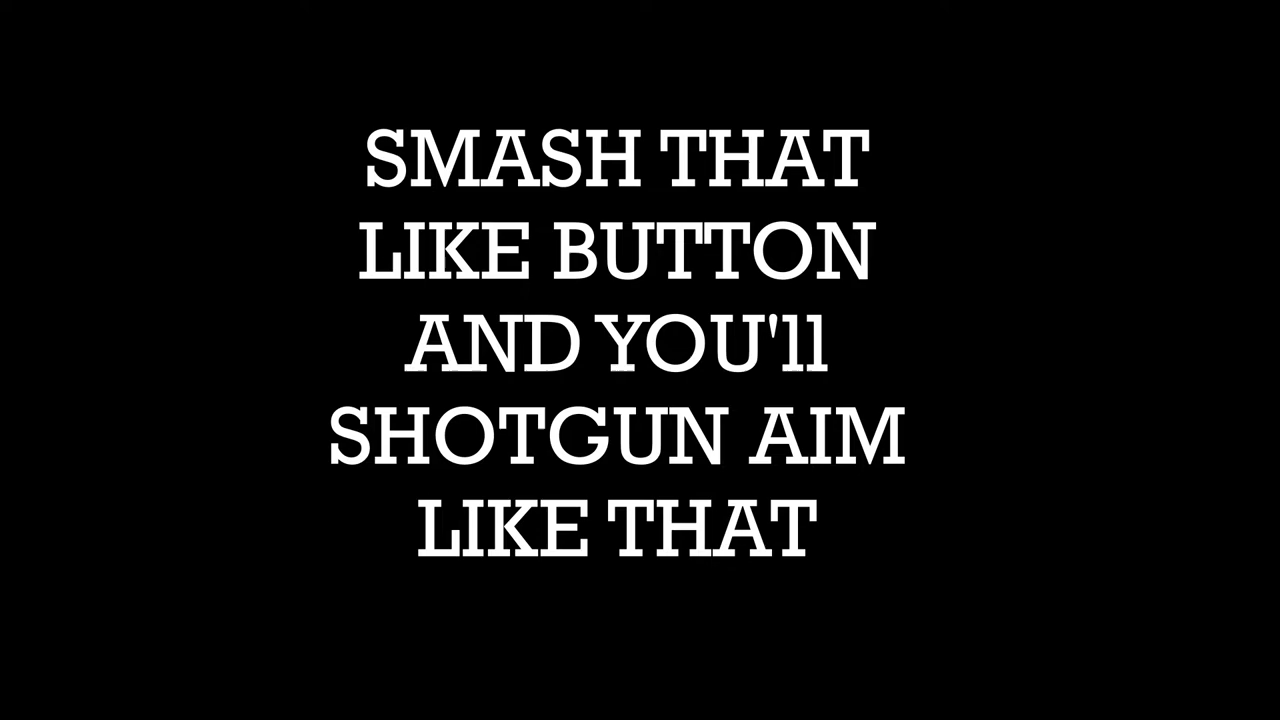 SMASH THAT
LIKE BUTTON
AND YOU'll
SHOTGUN AIM
LIKE THAT